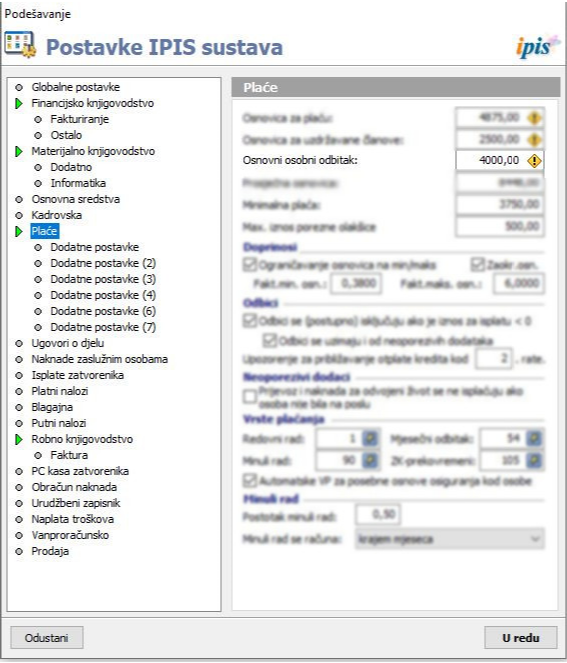 Podešavanje
Postavke IPIS sustava
ipis
Globalne postavke
Financijsko knjigovodstvo
Fakturiranje
Ostalo
Materijalno knjigovodstvo
Dodatno
Informatika
Osnovna sredstva
Kadrovska
Plaće
Dodatne postavke
Dodatne postavke (2)
Dodatne postavke (3)
Dodatne postavke (4)
Dodatne postavke (6)
Dodatne postavke (7)
Ugovori o djelu
Naknade zaslužnim osobama
Isplate zatvorenika
Platni nalozi
Blagajna
Putni nalozi
Robno knjigovodstvo
Faktura
PC kasa zatvorenika
Obračun naknada
Urudžbeni zapisnik
Naplata troškova
Vanproračunsko
Prodaja
Plaće
Osnovica za plaću: 4875,00
Osnovica za uzdržavane članove: 2500,00
Osnovni osobni odbitak: 4000,00
Prosječna osnovica:
Minimalna plaća: 3750,00
Max. iznos porezne olakšice 500,00
Doprinosi
Ograničavanje osnovica na min/maks Zaokr.osn.
Fakt.min. osn.: 0,3800 Fakt.maks. osn.: 6,0000
Odbici
Odbici se (postupno) isključuju ako je iznos za isplatu < 0
Odbici se uzimaju i od neoporezivih dodataka
Upozorenje za približavanje otplate kredita kod 2 . rate.
Neoporezivi dodaci
Prijevoz i naknada za odvojeni život se ne isplaćuju ako
osoba nije bila na poslu
Vrste plaćanja
Redovni rad: 1 Mjesečni odbitak: 54
Minuli rad: 90 ZK-prekovremeni: 105
Automatske VP za posebne osnove osiguranja kod osobe
Minuli rad
Postotak minuli rad: 0,50
Minuli rad se računa: krajem mjeseca
Odustani
U redu